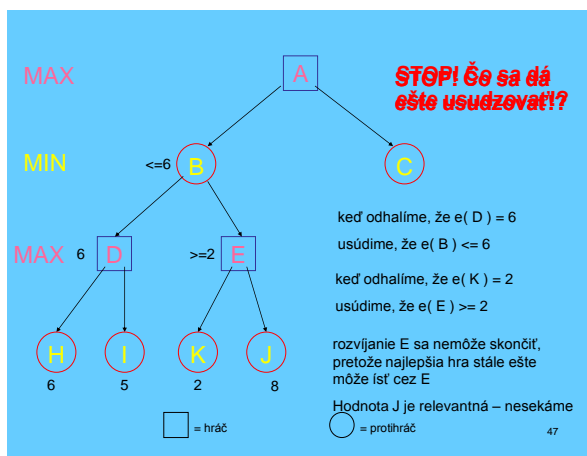 MAX
A
STOP! Čo sa dá
ešte usudzovať!?
MIN
<=6
B
C
keď odhalíme, že e( D ) = 6
usúdime, že e( B ) <= 6
MAX
6
D
>=2
E
keď odhalíme, že e( K ) = 2
usúdime, že e( E ) >= 2
rozvíjanie E sa nemôže skončiť,
pretože najlepšia hra stále ešte
môže ísť cez E
H
I
K
J
6
5
2
8
Hodnota J je relevantná – nesekáme
= hráč
= protihráč
47